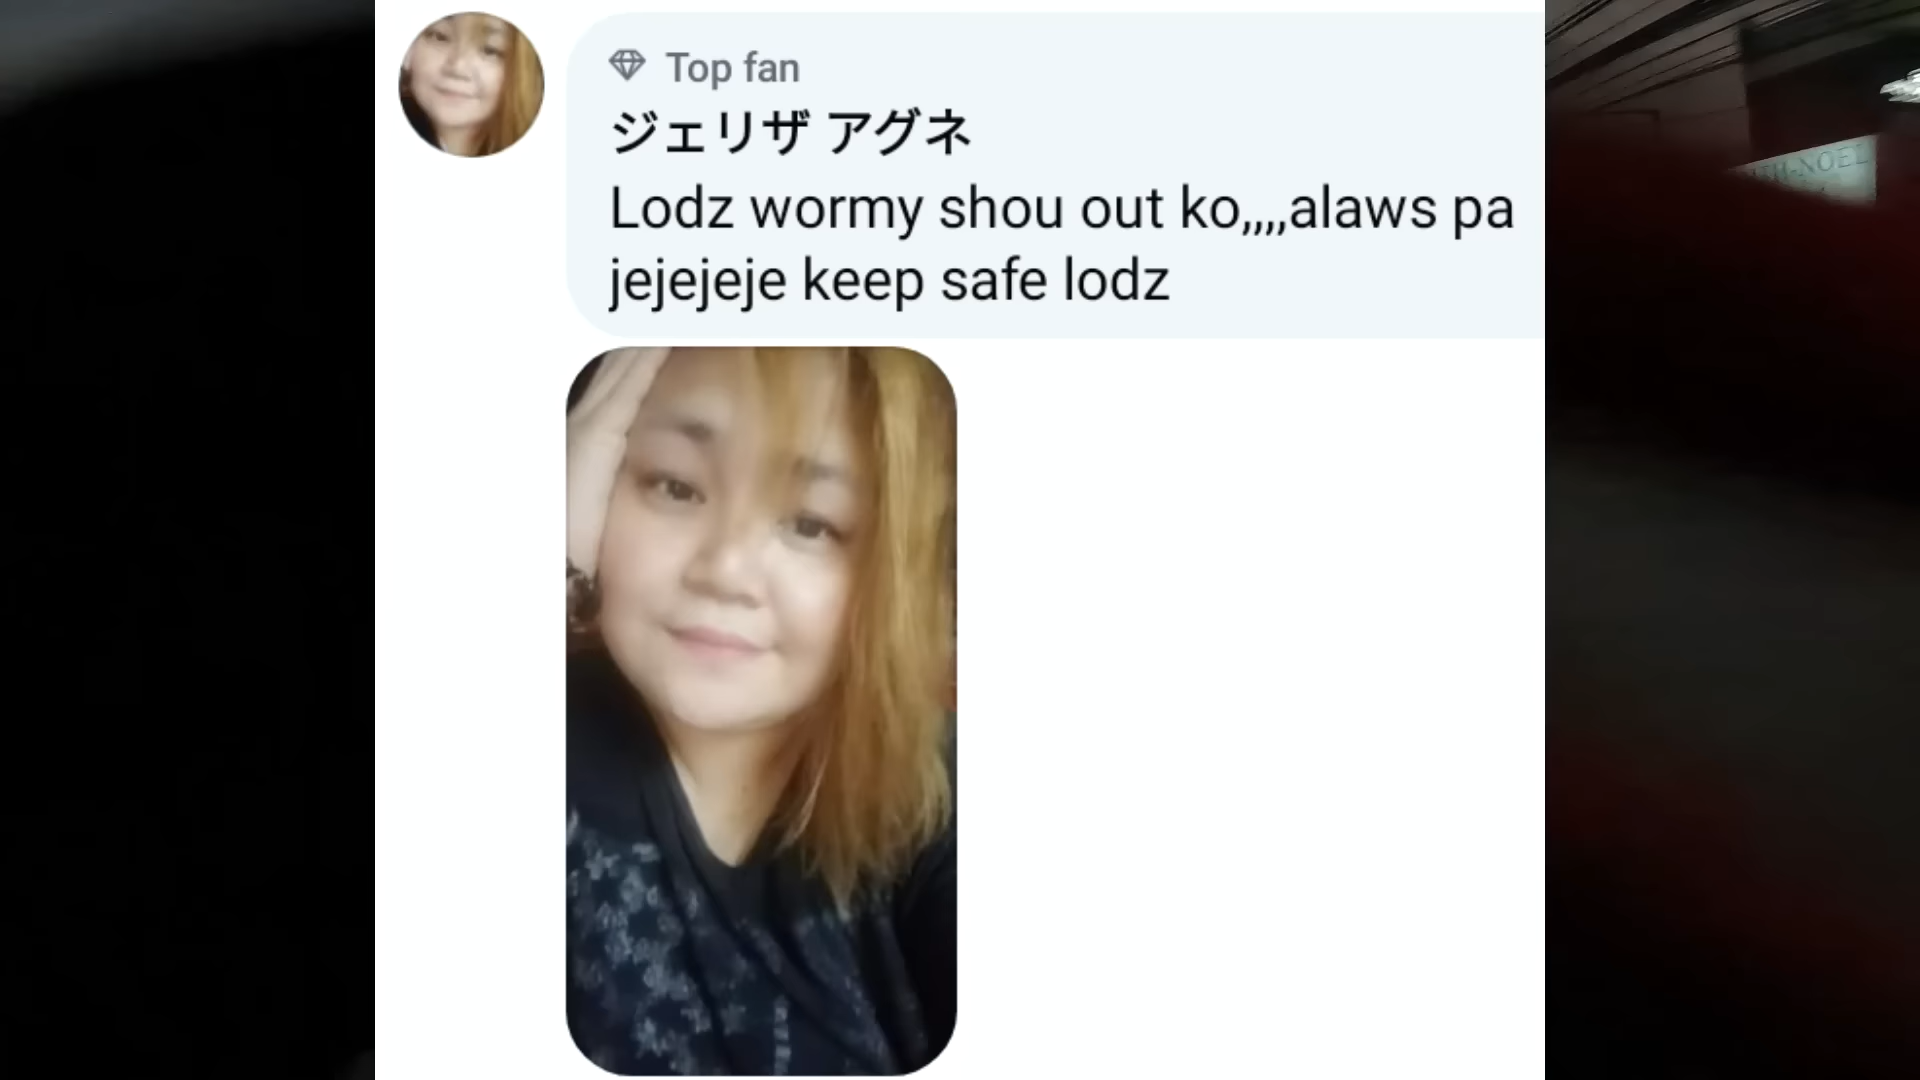 Top fan
ジェリザ アグネ
Lodz wormy shou out ko,,,,alaws pa
jejejeje keep safe lodz
-NOEL